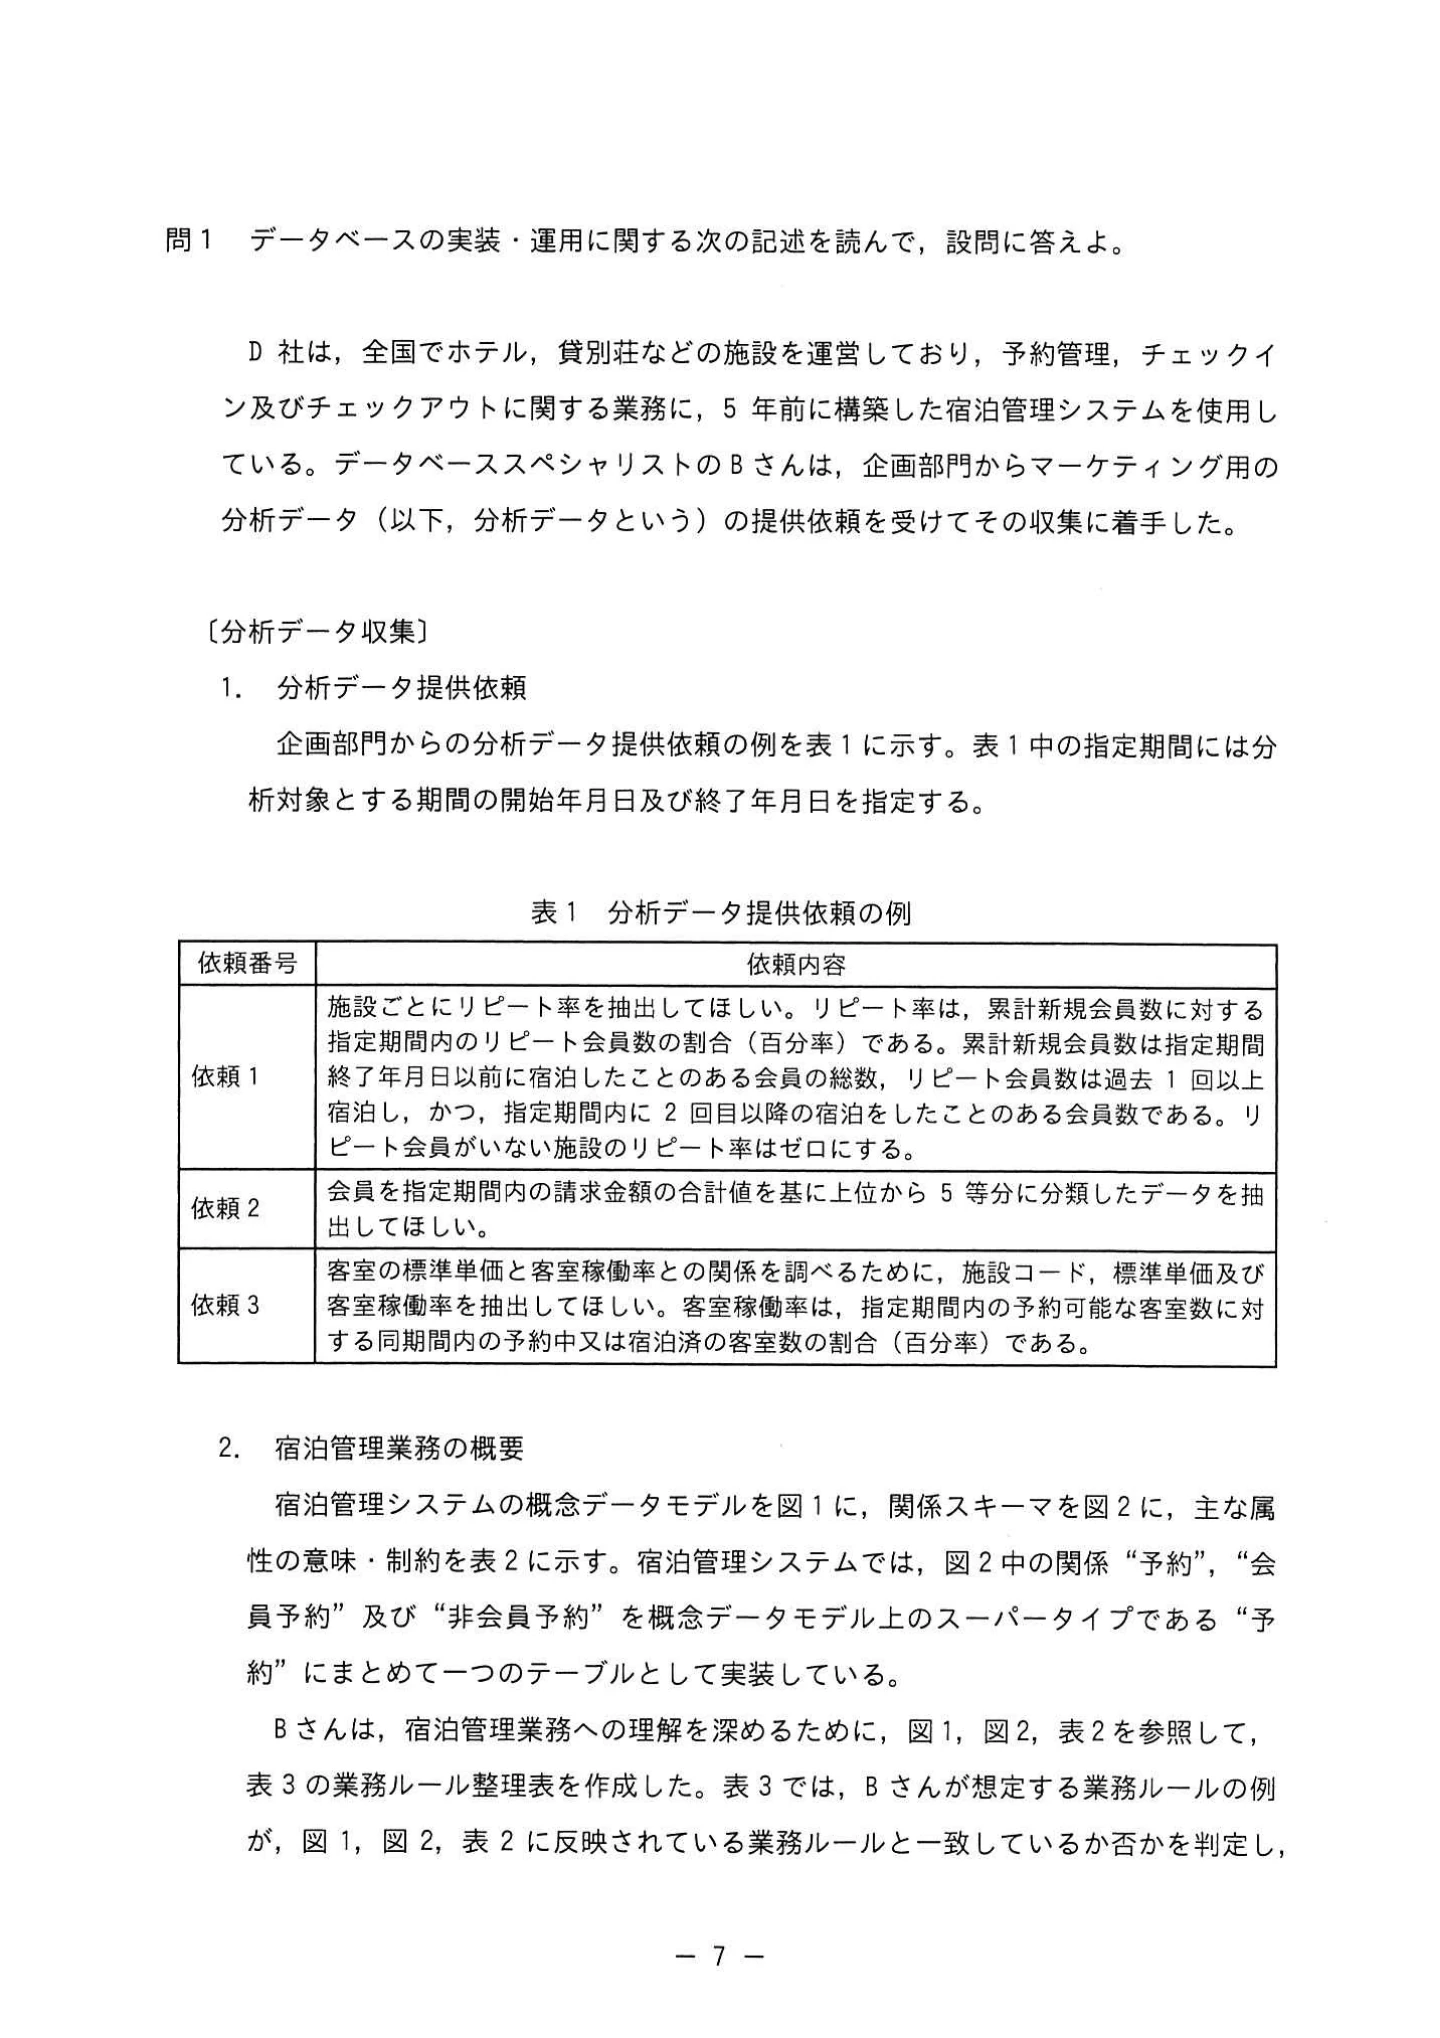 問1　データベースの実装・運用に関する次の記述を読んで，設問に答えよ。
D 社は，全国でホテル，貸別荘などの施設を運営しており，予約管理，チェックイ
ン及びチェックアウトに関する業務に，5 年前に構築した宿泊管理システムを使用し
ている。データベーススペシャリストの B さんは，企画部門からマーケティング用の
分析データ（以下，分析データという）の提供依頼を受けてその収集に着手した。
〔分析データ収集〕
1.　分析データ提供依頼
企画部門からの分析データ提供依頼の例を表 1 に示す。表 1 中の指定期間には分
析対象とする期間の開始年月日及び終了年月日を指定する。
表 1　分析データ提供依頼の例
依頼番号　依頼内容
依頼 1
施設ごとにリピート率を抽出してほしい。リピート率は，累計新規会員数に対する
指定期間内のリピート会員数の割合（百分率）である。累計新規会員数は指定期間
終了年月日以前に宿泊したことのある会員の総数，リピート会員数は過去 1 回以上
宿泊し，かつ，指定期間内に 2 回目以降の宿泊をしたことのある会員数である。リ
ピート会員がいない施設のリピート率はゼロにする。
依頼 2
会員を指定期間内の請求金額の合計値を基に上位から 5 等分に分類したデータを抽
出してほしい。
依頼 3
客室の標準単価と客室稼働率との関係を調べるために，施設コード，標準単価及び
客室稼働率を抽出してほしい。客室稼働率は，指定期間内の予約可能な客室数に対
する同期間内の予約中又は宿泊済の客室数の割合（百分率）である。
2.　宿泊管理業務の概要
宿泊管理システムの概念データモデルを図 1 に，関係スキーマを図 2 に，主な属
性の意味・制約を表 2 に示す。宿泊管理システムでは，図 2 中の関係“予約”，“会
員予約”及び“非会員予約”を概念データモデル上のスーパータイプである“予
約”にまとめて一つのテーブルとして実装している。
B さんは，宿泊管理業務への理解を深めるために，図 1，図 2，表 2 を参照して，
表 3 の業務ルール整理表を作成した。表 3 では，B さんが想定する業務ルールの例
が，図 1，図 2，表 2 に反映されている業務ルールと一致しているか否かを判定し，
― 7 ―